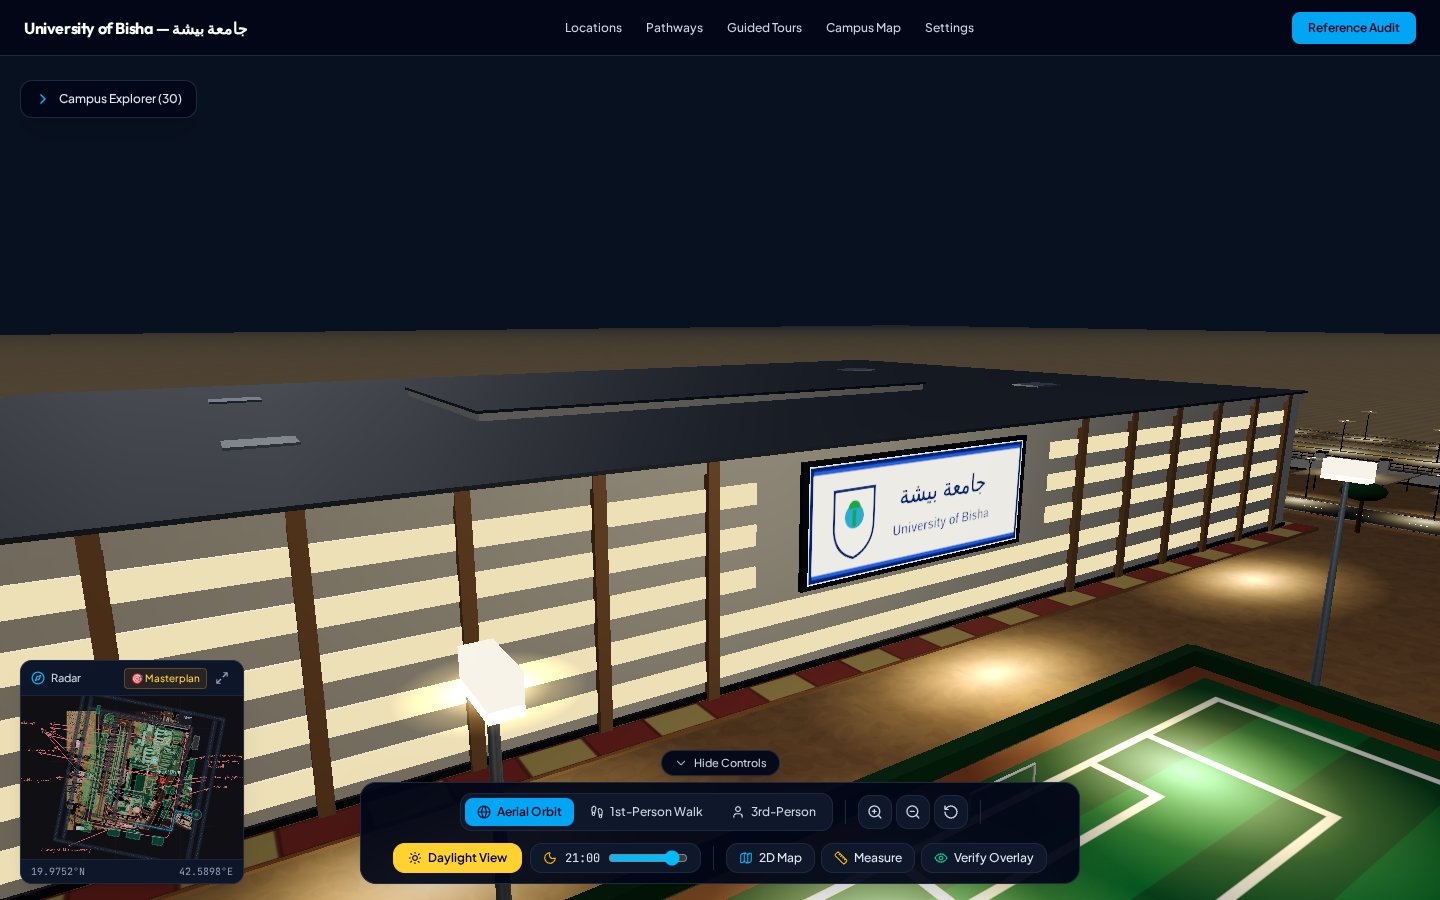 University of Bisha — جامعة بيشة
Locations
Pathways
Guided Tours
Campus Map
Settings
Reference Audit
Campus Explorer (30)
جامعة بيشة
University of Bisha
Radar
🎯 Masterplan
19.9752°N
42.5898°E
Hide Controls
Aerial Orbit
1st-Person Walk
3rd-Person
Daylight View
21:00
2D Map
Measure
Verify Overlay